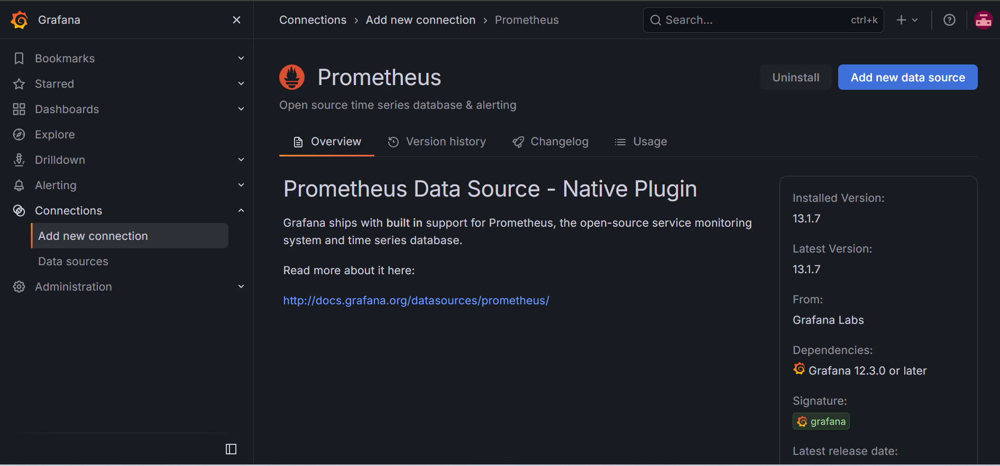 Grafana
Connections › Add new connection › Prometheus
Search...
ctrl+k
Bookmarks
Starred
Dashboards
Explore
Drilldown
Alerting
Connections
Add new connection
Data sources
Administration
Prometheus
Uninstall
Add new data source
Open source time series database & alerting
Overview
Version history
Changelog
Usage
Prometheus Data Source - Native Plugin
Grafana ships with built in support for Prometheus, the open-source service monitoring
system and time series database.
Read more about it here:
http://docs.grafana.org/datasources/prometheus/
Installed Version:
13.1.7
Latest Version:
13.1.7
From:
Grafana Labs
Dependencies:
Grafana 12.3.0 or later
Signature:
grafana
Latest release date: